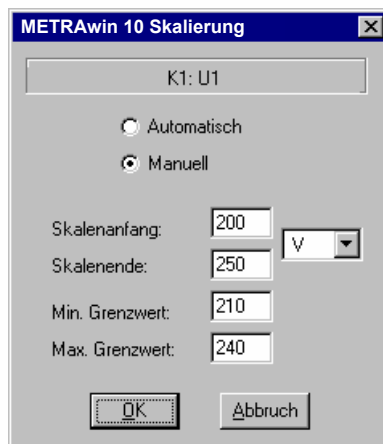 METRAwin 10 Skalierung
K1: U1
Automatisch
Manuell
Skalenanfang: 200
V
Skalenende: 250
Min. Grenzwert: 210
Max. Grenzwert: 240
OK Abbruch